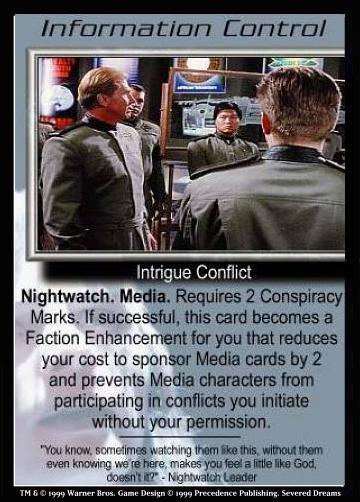 Information Control
Intrigue Conflict
Nightwatch. Media. Requires 2 Conspiracy
Marks. If successful, this card becomes a
Faction Enhancement for you that reduces
your cost to sponsor Media cards by 2
and prevents Media characters from
participating in conflicts you initiate
without your permission.
"You know, sometimes watching them like this, without them
even knowing we're here, makes you feel a little like God,
doesn't it?" - Nightwatch Leader
TM & © 1999 Warner Bros. Game Design © 1999 Precedence Publishing. Severed Dreams